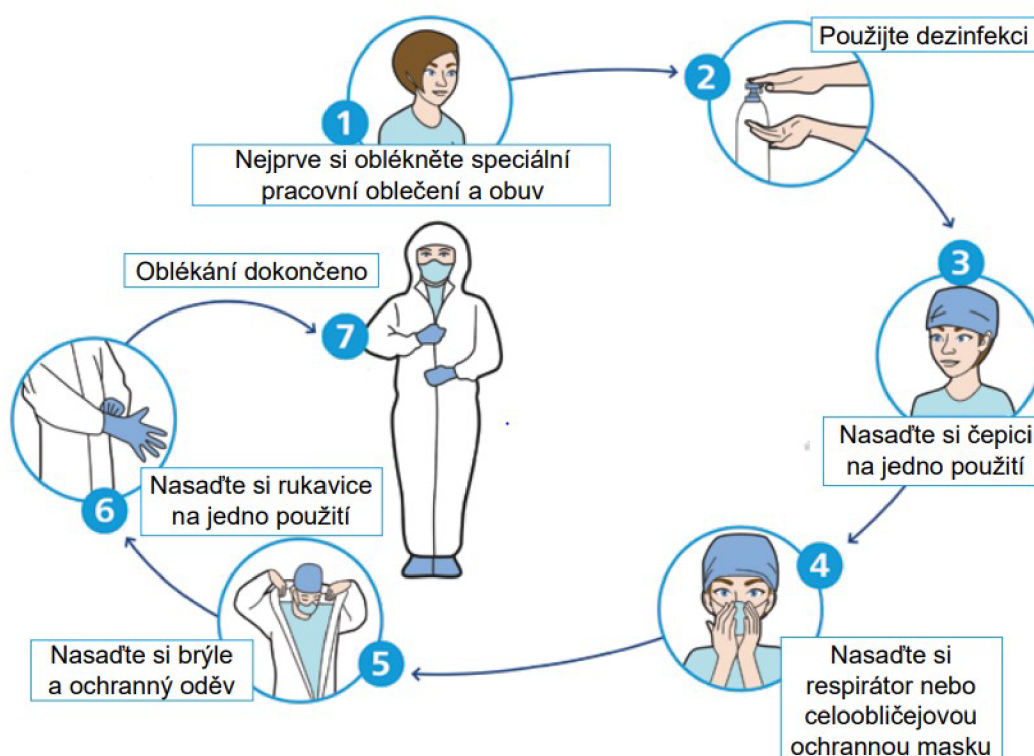 1
Nejprve si oblékněte speciální
pracovní oblečení a obuv
2
Použijte dezinfekci
3
Nasaďte si čepici
na jedno použití
4
Nasaďte si
respirátor nebo
celoobličejovou
ochrannou masku
5
Nasaďte si brýle
a ochranný oděv
6
Nasaďte si rukavice
na jedno použití
7
Oblékání dokončeno